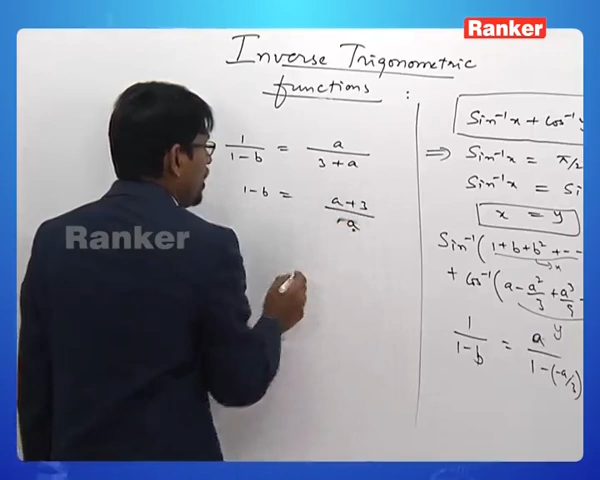 Ranker
Inverse Trigonometric
functions :
1/(1-b) = a/(3+a)
1-b = (a+3)/a
Sin⁻¹x + cos⁻¹y
⇒ Sin⁻¹x = π/2
Sin⁻¹x = Si
x = y
Sin⁻¹(1+b+b²+---
x
+ cos⁻¹(a - a²/3 + a³/9
y
1/(1-b) = a/(1-(-a/3))
Ranker